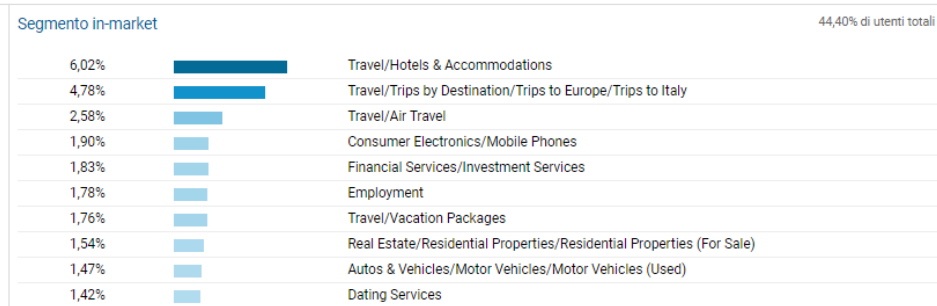 Segmento in-market
44,40% di utenti totali
6,02% Travel/Hotels & Accommodations
4,78% Travel/Trips by Destination/Trips to Europe/Trips to Italy
2,58% Travel/Air Travel
1,90% Consumer Electronics/Mobile Phones
1,83% Financial Services/Investment Services
1,78% Employment
1,76% Travel/Vacation Packages
1,54% Real Estate/Residential Properties/Residential Properties (For Sale)
1,47% Autos & Vehicles/Motor Vehicles/Motor Vehicles (Used)
1,42% Dating Services